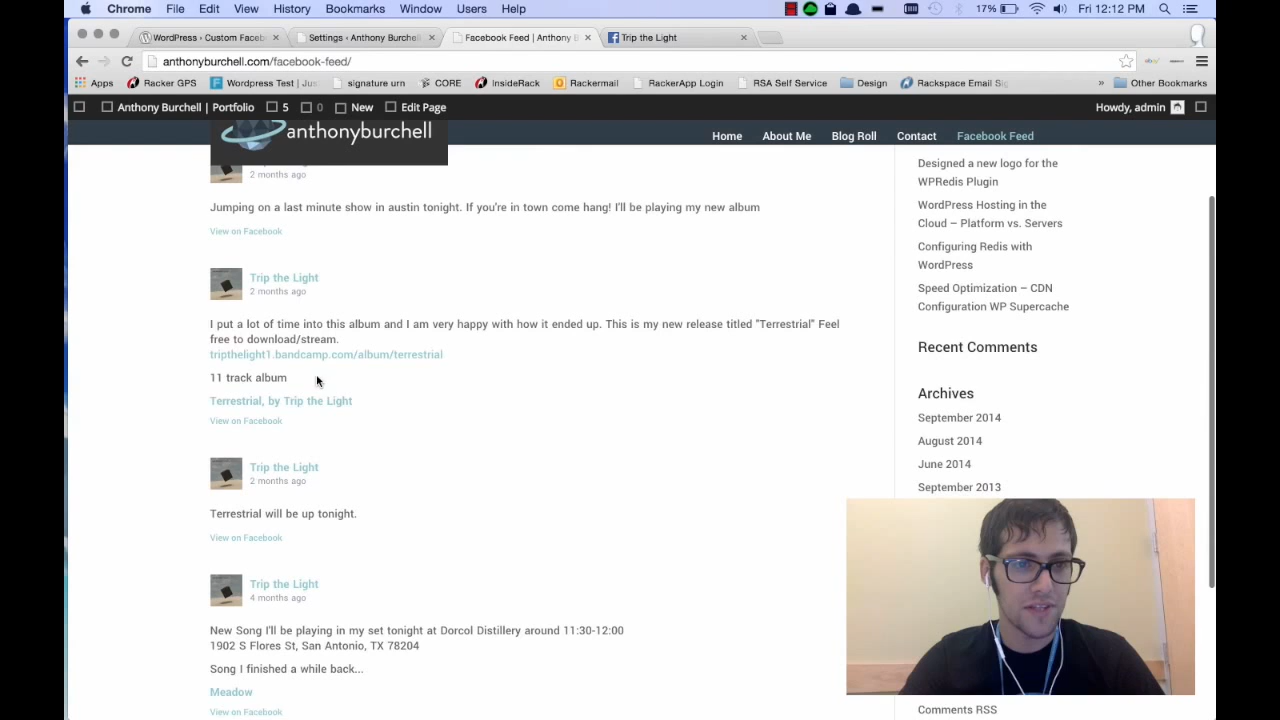 Chrome File Edit View History Bookmarks Window Users Help 17% Fri 12:12 PM
WordPress › Custom Faceb Settings ‹ Anthony Burchell Facebook Feed | Anthony B Trip the Light
anthonyburchell.com/facebook-feed/
Apps Racker GPS Wordpress Test | Jus signature urn CORE InsideRack Rackermail RackerApp Login RSA Self Service Design Rackspace Email Sig » Other Bookmarks
Anthony Burchell | Portfolio 5 0 New Edit Page Howdy, admin
anthonyburchell
Home About Me Blog Roll Contact Facebook Feed
2 months ago
Jumping on a last minute show in austin tonight. If you're in town come hang! I'll be playing my new album
View on Facebook
Trip the Light
2 months ago
I put a lot of time into this album and I am very happy with how it ended up. This is my new release titled "Terrestrial" Feel
free to download/stream.
tripthelight1.bandcamp.com/album/terrestrial
11 track album
Terrestrial, by Trip the Light
View on Facebook
Trip the Light
2 months ago
Terrestrial will be up tonight.
View on Facebook
Trip the Light
4 months ago
New Song I'll be playing in my set tonight at Dorcol Distillery around 11:30-12:00
1902 S Flores St, San Antonio, TX 78204
Song I finished a while back...
Meadow
View on Facebook
Designed a new logo for the
WPRedis Plugin
WordPress Hosting in the
Cloud – Platform vs. Servers
Configuring Redis with
WordPress
Speed Optimization – CDN
Configuration WP Supercache
Recent Comments
Archives
September 2014
August 2014
June 2014
September 2013
Comments RSS